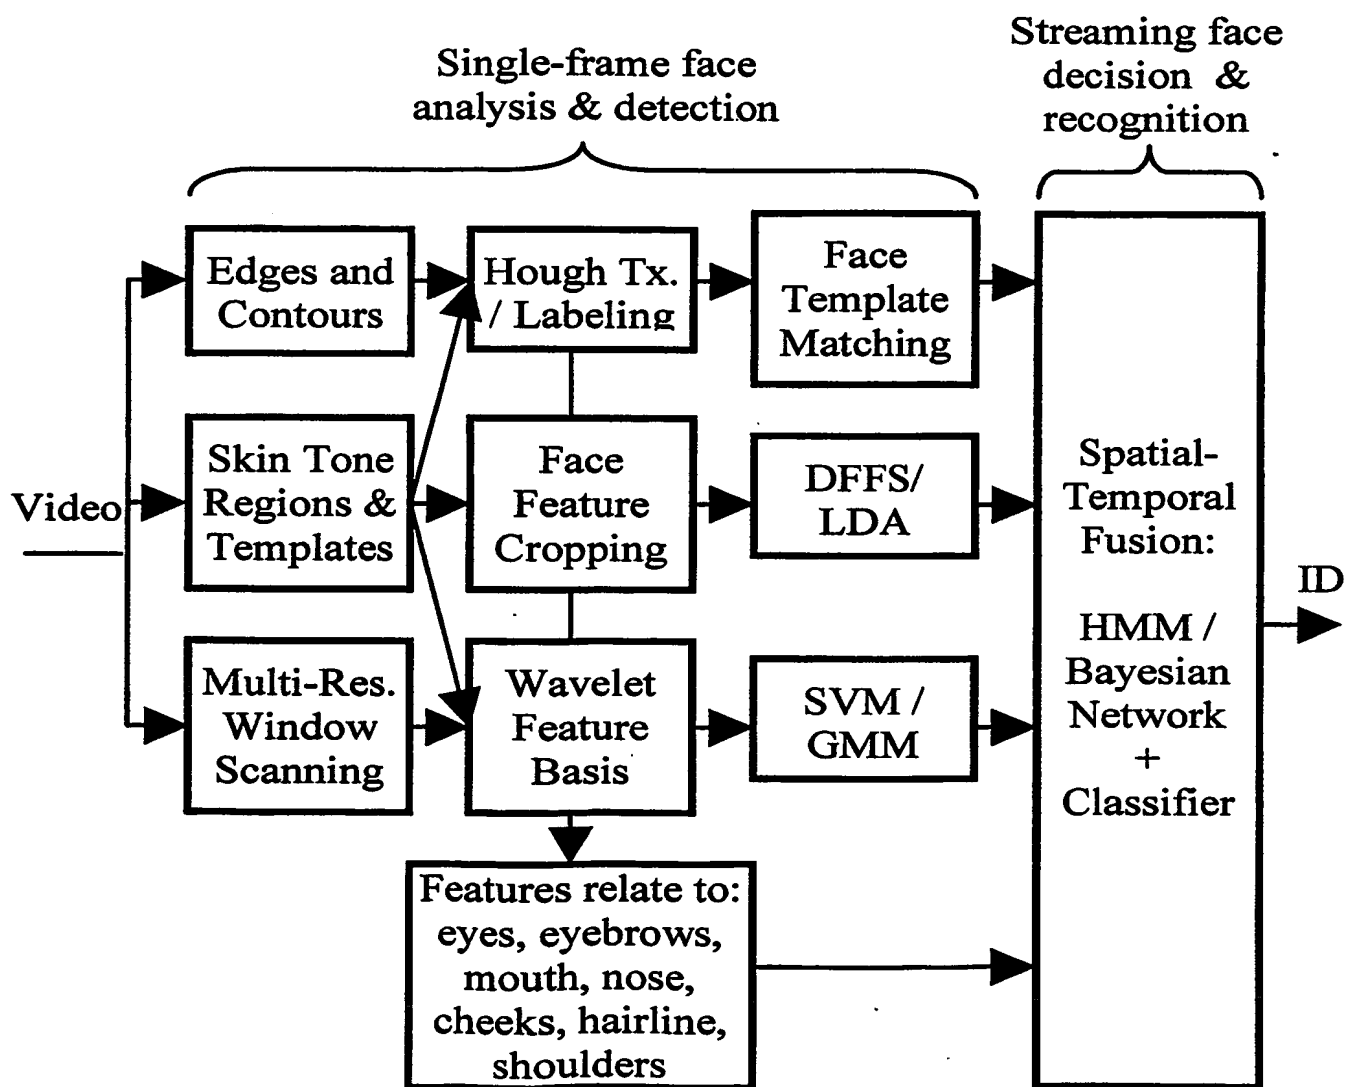 Single-frame face
analysis & detection
Streaming face
decision &
recognition
Edges and
Contours
Hough Tx.
/ Labeling
Face
Template
Matching
Video
Skin Tone
Regions &
Templates
Face
Feature
Cropping
DFFS/
LDA
Multi-Res.
Window
Scanning
Wavelet
Feature
Basis
SVM /
GMM
Features relate to:
eyes, eyebrows,
mouth, nose,
cheeks, hairline,
shoulders
Spatial-
Temporal
Fusion:
HMM /
Bayesian
Network
+
Classifier
ID